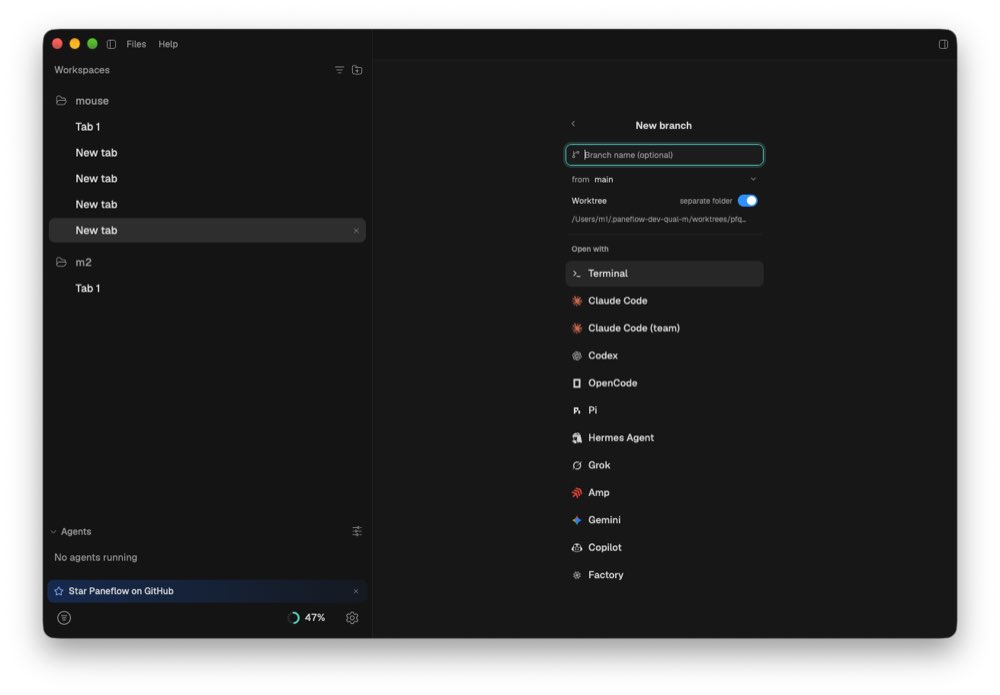 Files Help
Workspaces
mouse
Tab 1
New tab
New tab
New tab
New tab
m2
Tab 1
Agents
No agents running
Star Paneflow on GitHub
47%
New branch
Branch name (optional)
from main
Worktree separate folder
/Users/m1/.paneflow-dev-qual-m/worktrees/pfq...
Open with
Terminal
Claude Code
Claude Code (team)
Codex
OpenCode
Pi
Hermes Agent
Grok
Amp
Gemini
Copilot
Factory